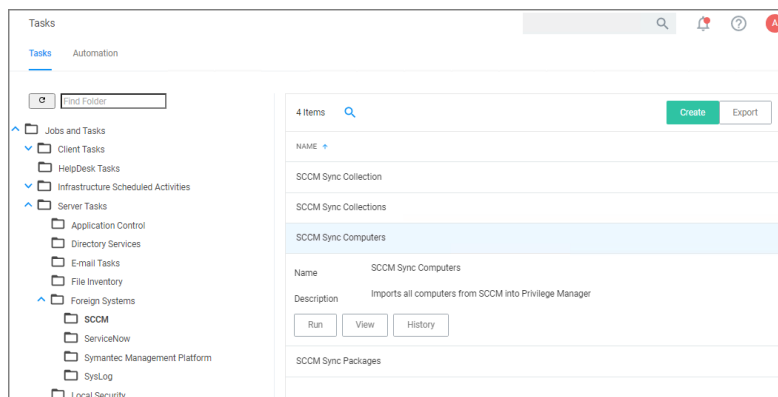 Tasks
A
Tasks
Automation
Find Folder
Jobs and Tasks
Client Tasks
HelpDesk Tasks
Infrastructure Scheduled Activities
Server Tasks
Application Control
Directory Services
E-mail Tasks
File Inventory
Foreign Systems
SCCM
ServiceNow
Symantec Management Platform
SysLog
Local Security
4 Items
Create
Export
NAME
SCCM Sync Collection
SCCM Sync Collections
SCCM Sync Computers
Name SCCM Sync Computers
Description Imports all computers from SCCM into Privilege Manager
Run
View
History
SCCM Sync Packages